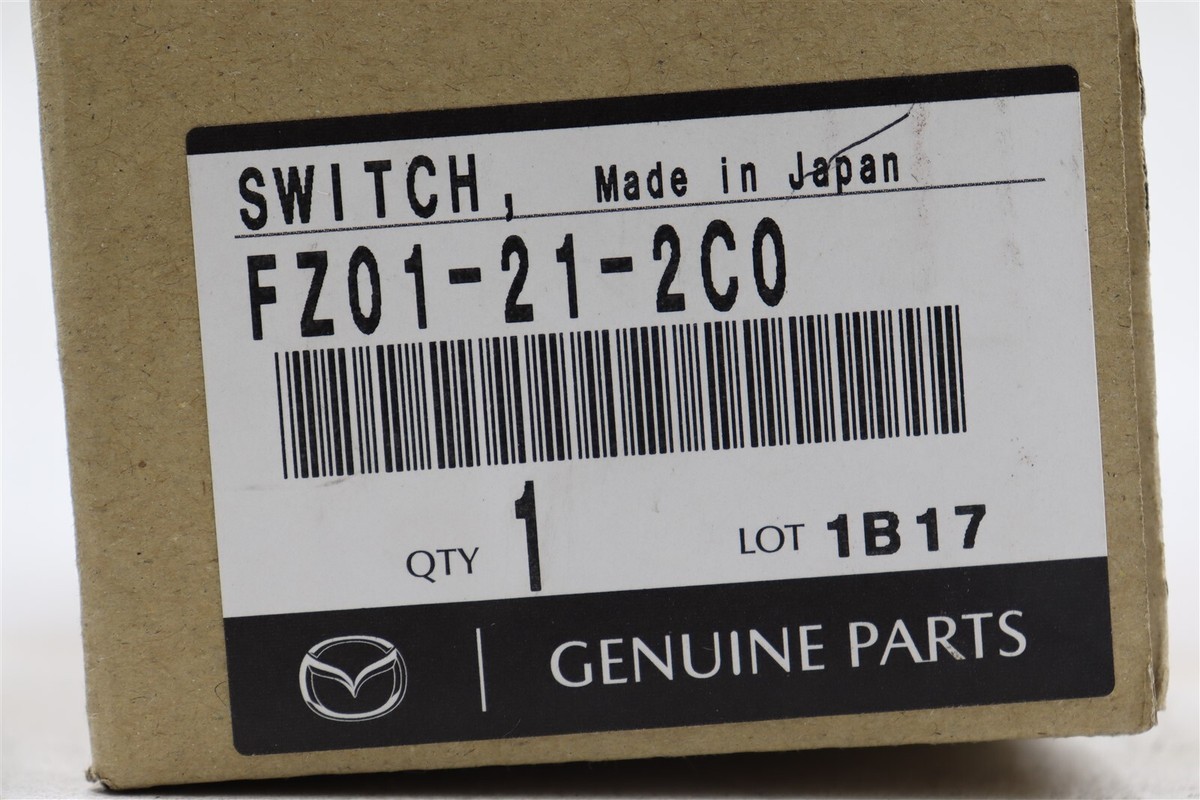 SWITCH, Made in Japan
FZ01-21-2C0
QTY 1 LOT 1B17
GENUINE PARTS